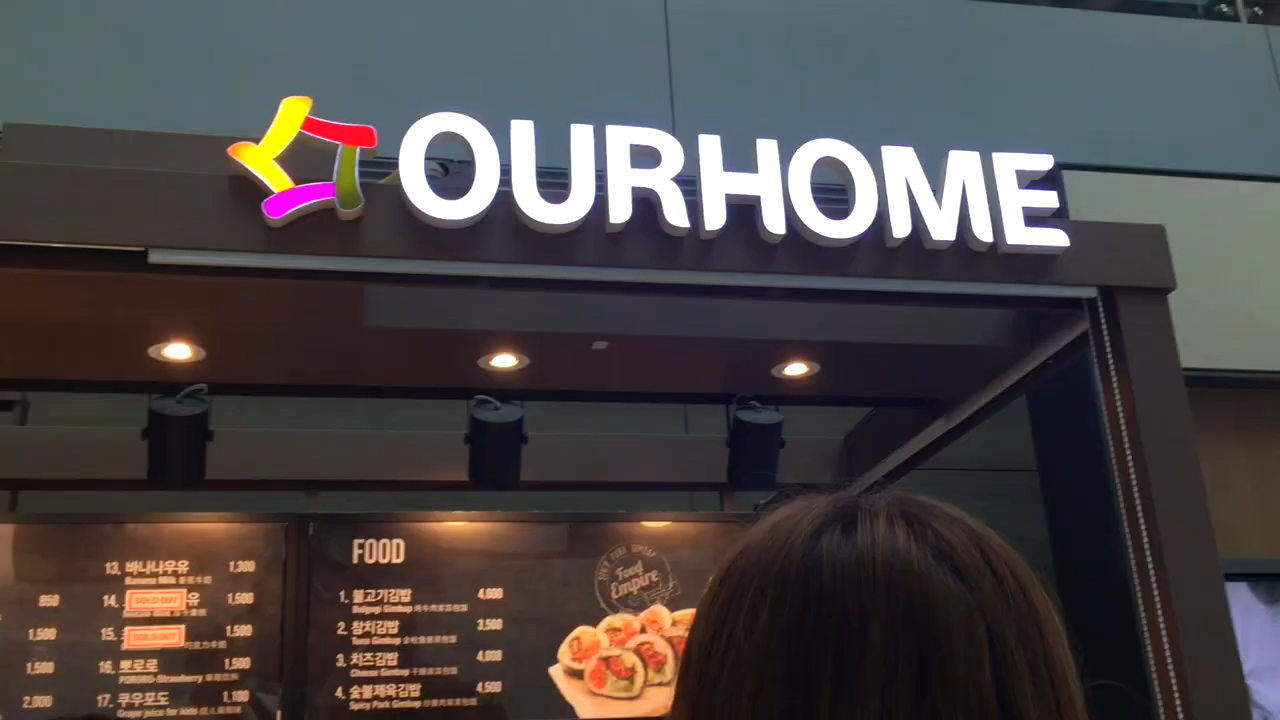 OURHOME
850
1,500
1,500
2,000
13. 바나나우유 1,300
Banana Milk
14. SOLD OUT 유 1,500
15. SOLD OUT 1,500
16. 뽀로로 1,500
PORORO-Strawberry
17. 쿠우포도 1,100
Grape juice for kids
FOOD
1. 불고기김밥 4,000
Bulgogi Gimbap
2. 참치김밥 3,500
Tuna Gimbap
3. 치즈김밥 4,000
Cheese Gimbap
4. 숯불제육김밥 4,500
Spicy Pork Gimbap
Food
Empire